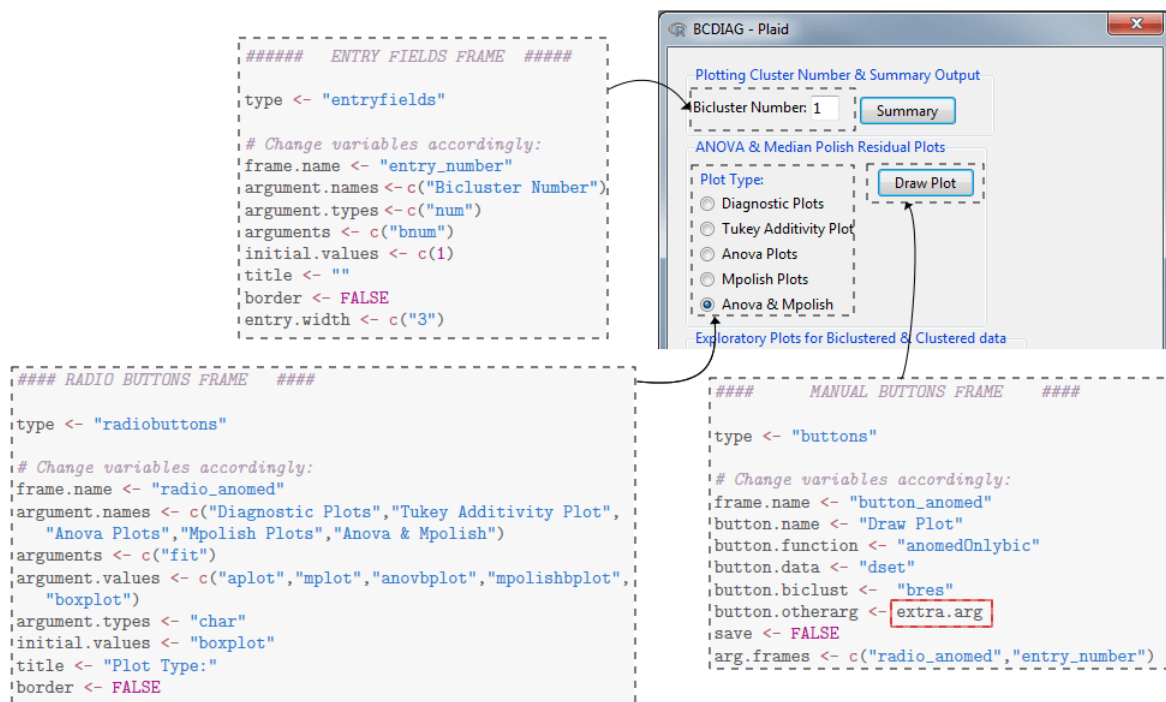 ###### ENTRY FIELDS FRAME #####
type <- "entryfields"
# Change variables accordingly:
frame.name <- "entry_number"
argument.names <- c("Bicluster Number")
argument.types <- c("num")
arguments <- c("bnum")
initial.values <- c(1)
title <- ""
border <- FALSE
entry.width <- c("3")
BCDIAG - Plaid
Plotting Cluster Number & Summary Output
Bicluster Number: 1 Summary
ANOVA & Median Polish Residual Plots
Plot Type: Draw Plot
Diagnostic Plots
Tukey Additivity Plot
Anova Plots
Mpolish Plots
Anova & Mpolish
Exploratory Plots for Biclustered & Clustered data
#### RADIO BUTTONS FRAME ####
type <- "radiobuttons"
# Change variables accordingly:
frame.name <- "radio_anomed"
argument.names <- c("Diagnostic Plots","Tukey Additivity Plot",
"Anova Plots","Mpolish Plots","Anova & Mpolish")
arguments <- c("fit")
argument.values <- c("aplot","mplot","anovbplot","mpolishbplot",
"boxplot")
argument.types <- "char"
initial.values <- "boxplot"
title <- "Plot Type:"
border <- FALSE
#### MANUAL BUTTONS FRAME ####
type <- "buttons"
# Change variables accordingly:
frame.name <- "button_anomed"
button.name <- "Draw Plot"
button.function <- "anomedOnlybic"
button.data <- "dset"
button.biclust <- "bres"
button.otherarg <- extra.arg
save <- FALSE
arg.frames <- c("radio_anomed","entry_number")